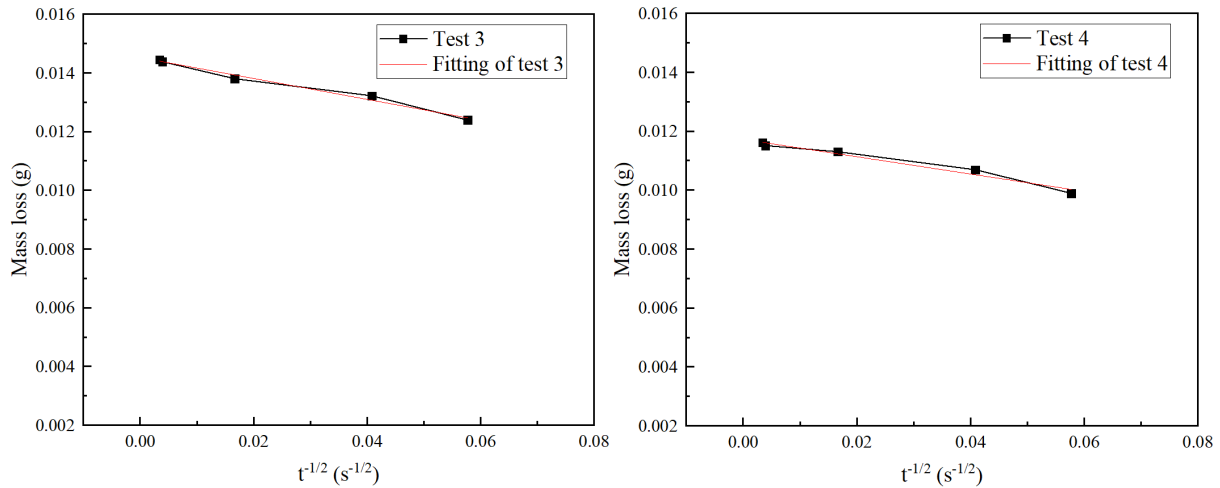 0.016
0.014
0.012
0.010
0.008
0.006
0.004
0.002
Mass loss (g)
Test 3
Fitting of test 3
0.00 0.02 0.04 0.06 0.08
t⁻¹/² (s⁻¹/²)
0.016
0.014
0.012
0.010
0.008
0.006
0.004
0.002
Mass loss (g)
Test 4
Fitting of test 4
0.00 0.02 0.04 0.06 0.08
t⁻¹/² (s⁻¹/²)